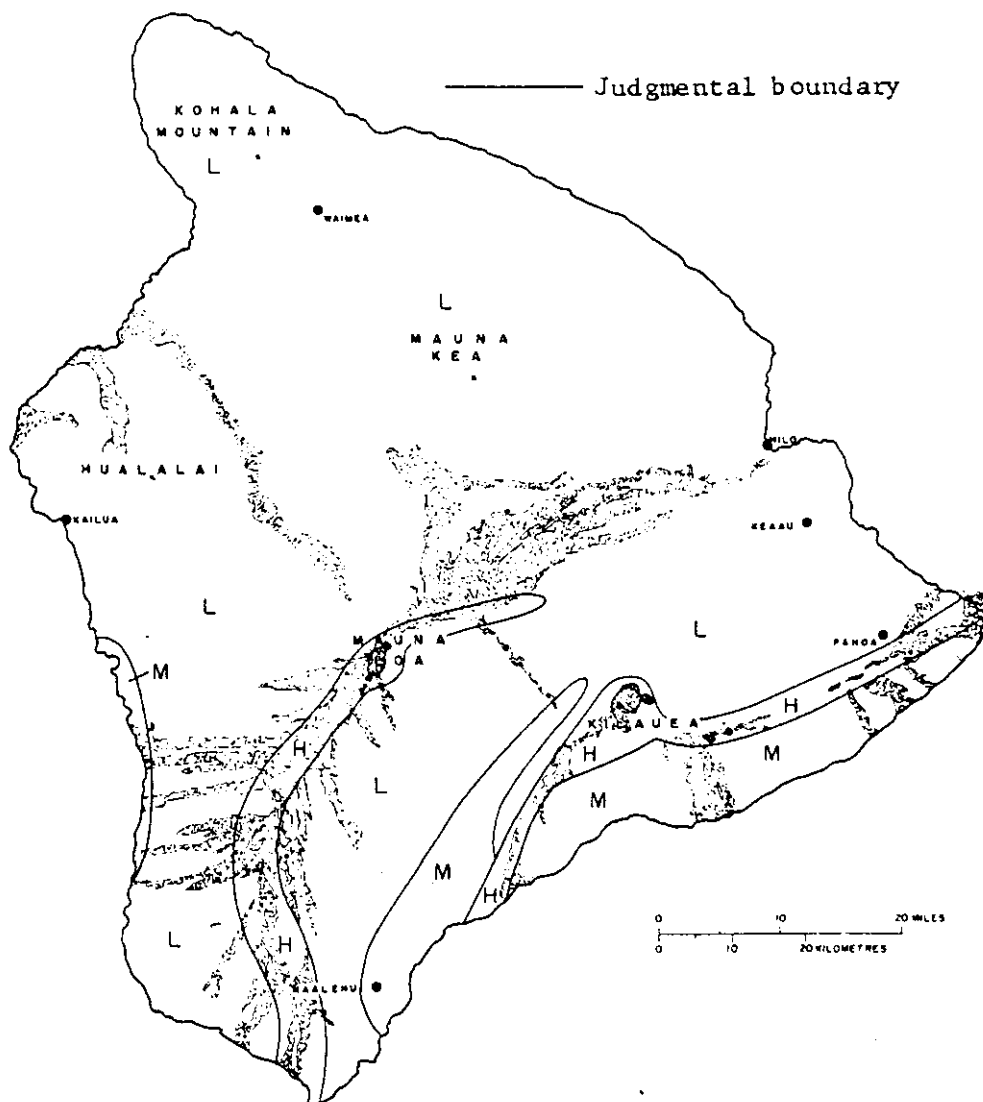 Judgmental boundary
KOHALA
MOUNTAIN
L
WAIMEA
L
MAUNA
KEA
HILO
HUALALAI
KAILUA
KEAAU
L
MAUNA
LOA
L
PAHOA
M
KILAUEA
H
H
H
M
L
M
M
H
L
H
NAALEHU
0 10 20 MILES
0 10 20 KILOMETRES